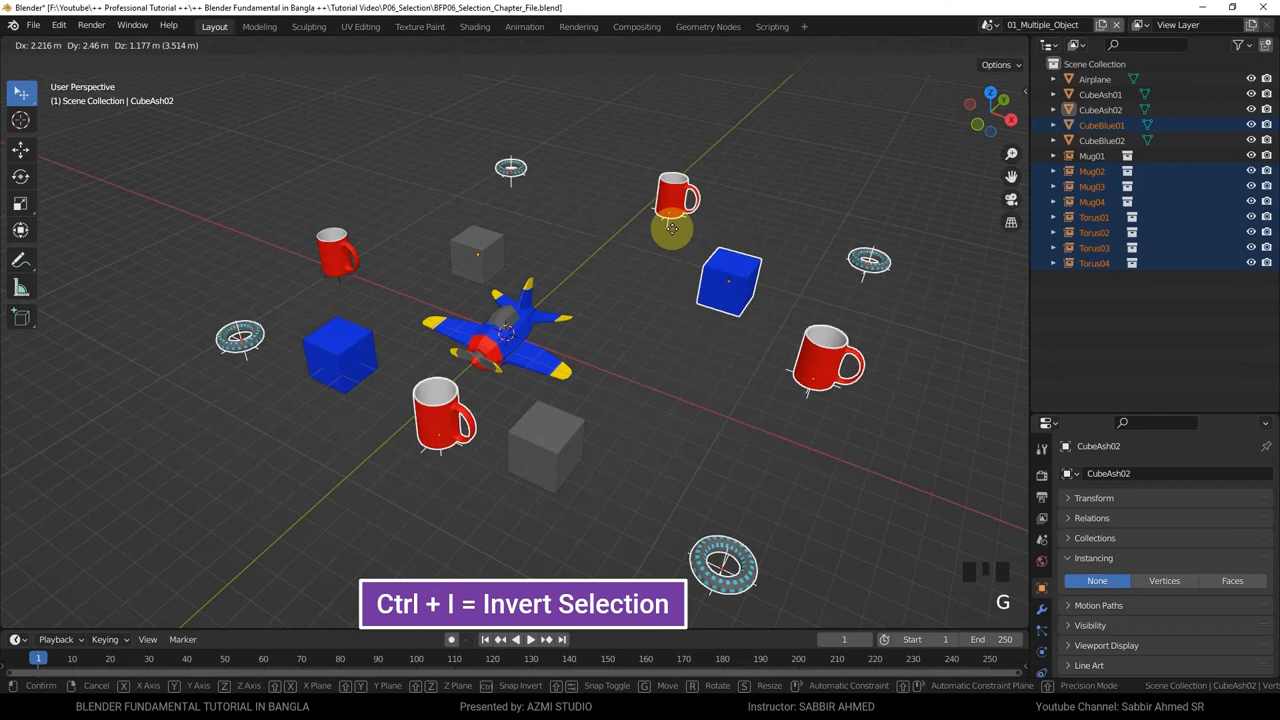 Blender* [F:\Youtube\++ Professional Tutorial ++\++ Blender Fundamental in Bangla ++\Tutorial Video\P06_Selection\BFP06_Selection_Chapter_File.blend]
File Edit Render Window Help Layout Modeling Sculpting UV Editing Texture Paint Shading Animation Rendering Compositing Geometry Nodes Scripting + 01_Multiple_Object View Layer
Dx: 2.216 m Dy: 2.46 m Dz: 1.177 m (3.514 m)
Options
User Perspective
(1) Scene Collection | CubeAsh02
Z
Y
X
Scene Collection
Airplane
CubeAsh01
CubeAsh02
CubeBlue01
CubeBlue02
Mug01
Mug02
Mug03
Mug04
Torus01
Torus02
Torus03
Torus04
CubeAsh02
CubeAsh02
Transform
Relations
Collections
Instancing
None Vertices Faces
Motion Paths
Visibility
Viewport Display
Line Art
Ctrl + I = Invert Selection
G
Playback Keying View Marker 1 Start 1 End 250
1 10 20 30 40 50 60 70 80 90 100 110 120 130 140 150 160 170 180 190 200 210 220 230 240 250
Confirm Cancel X X Axis Y Y Axis Z Z Axis X X Plane Y Y Plane Z Z Plane Ctrl Snap Invert Snap Toggle G Move R Rotate S Resize Automatic Constraint Automatic Constraint Plane Precision Mode Scene Collection | CubeAsh02 | V
BLENDER FUNDAMENTAL TUTORIAL IN BANGLA Presented by: AZMI STUDIO Instructor: SABBIR AHMED Youtube Channel: Sabbir Ahmed SR